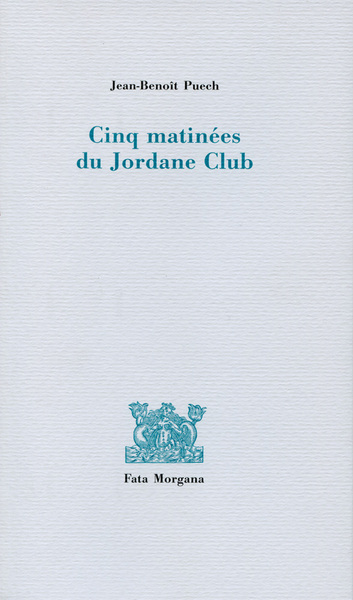 Jean-Benoît Puech
Cinq matinées
du Jordane Club
Fata Morgana